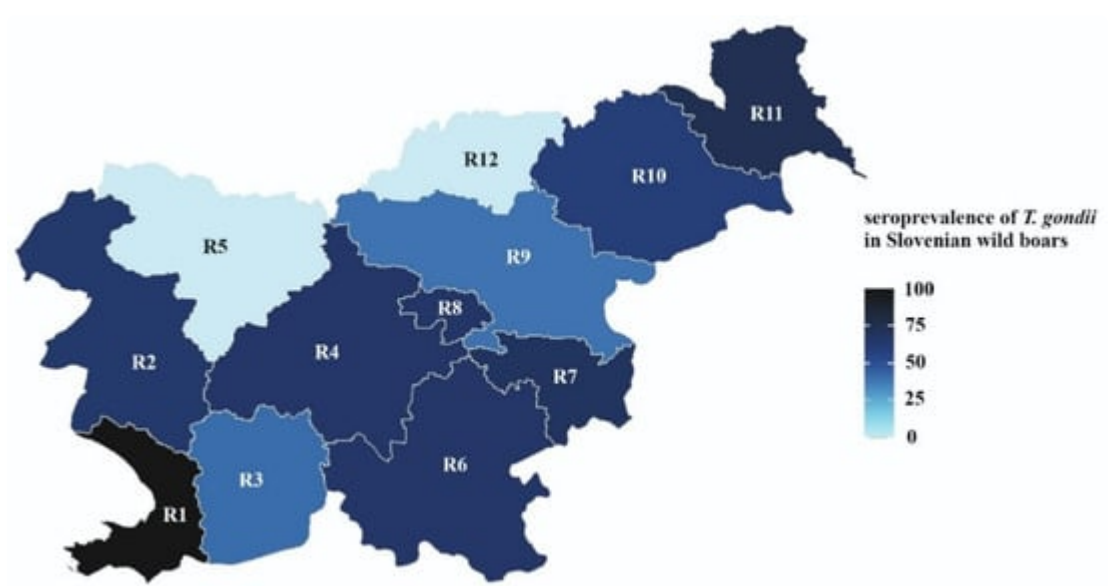 R11
R12
R10
R5
R9
R8
R4
R2
R7
R6
R3
R1
seroprevalence of T. gondii
in Slovenian wild boars
100
75
50
25
0